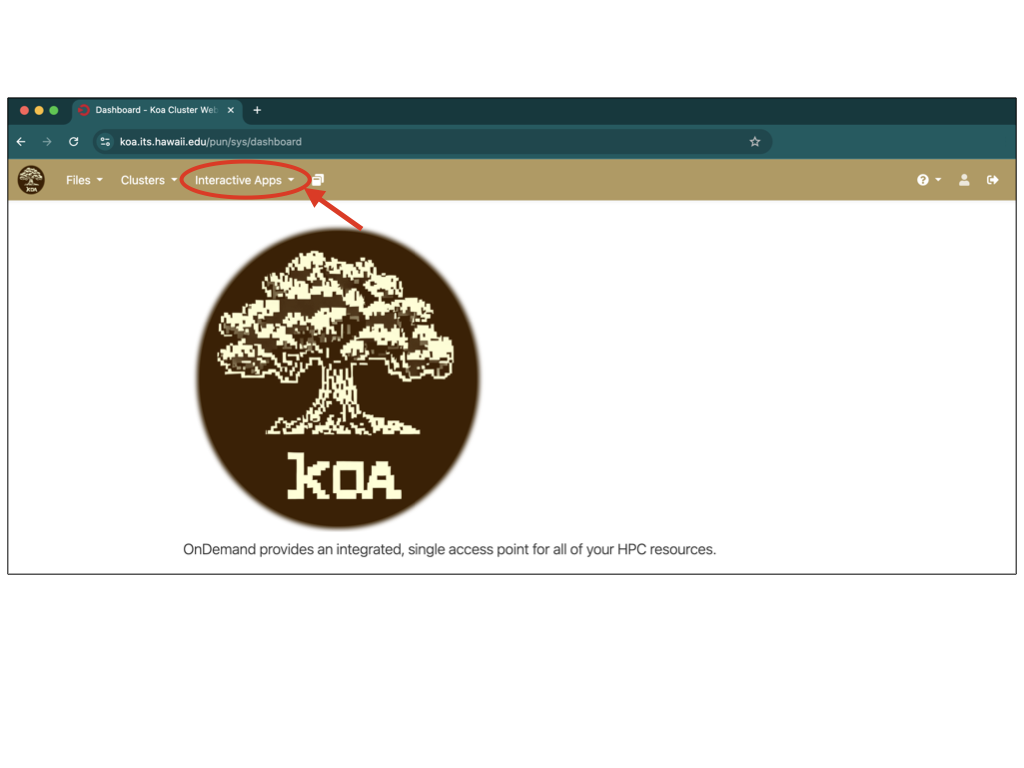 Dashboard - Koa Cluster Web
koa.its.hawaii.edu/pun/sys/dashboard
KOA Files Clusters Interactive Apps
KOA
OnDemand provides an integrated, single access point for all of your HPC resources.